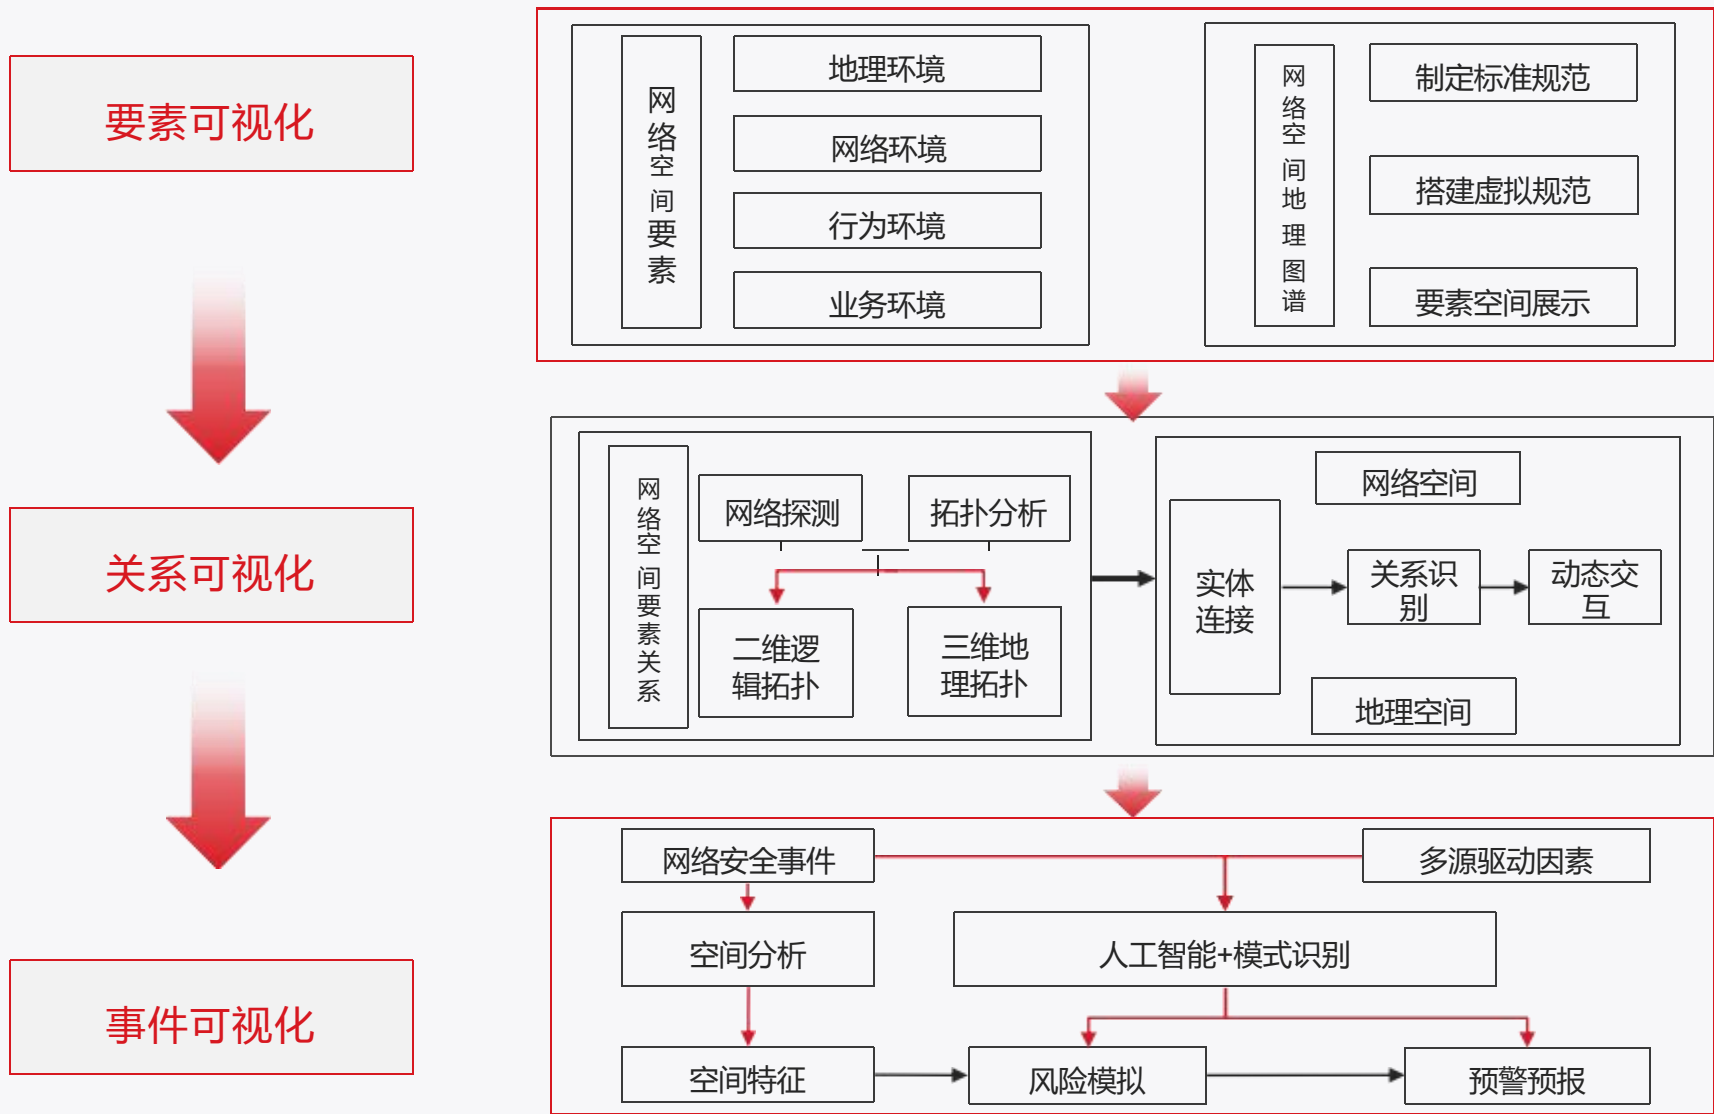 要素可视化
网络空间要素
地理环境
网络环境
行为环境
业务环境
网络空间地理图谱
制定标准规范
搭建虚拟规范
要素空间展示
关系可视化
网络空间要素关系
网络探测
拓扑分析
二维逻
辑拓扑
三维地
理拓扑
网络空间
实体
连接
关系识
别
动态交
互
地理空间
事件可视化
网络安全事件
多源驱动因素
空间分析
人工智能+模式识别
空间特征
风险模拟
预警预报